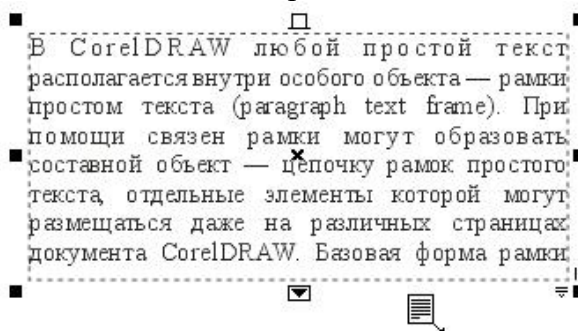 В CorelDRAW любой простой текст
располагается внутри особого объекта — рамки
простом текста (paragraph text frame). При
помощи связен рамки могут образовать
составной объект — цепочку рамок простого
текста, отдельные элементы которой могут
размещаться даже на различных страницах
документа CorelDRAW. Базовая форма рамки